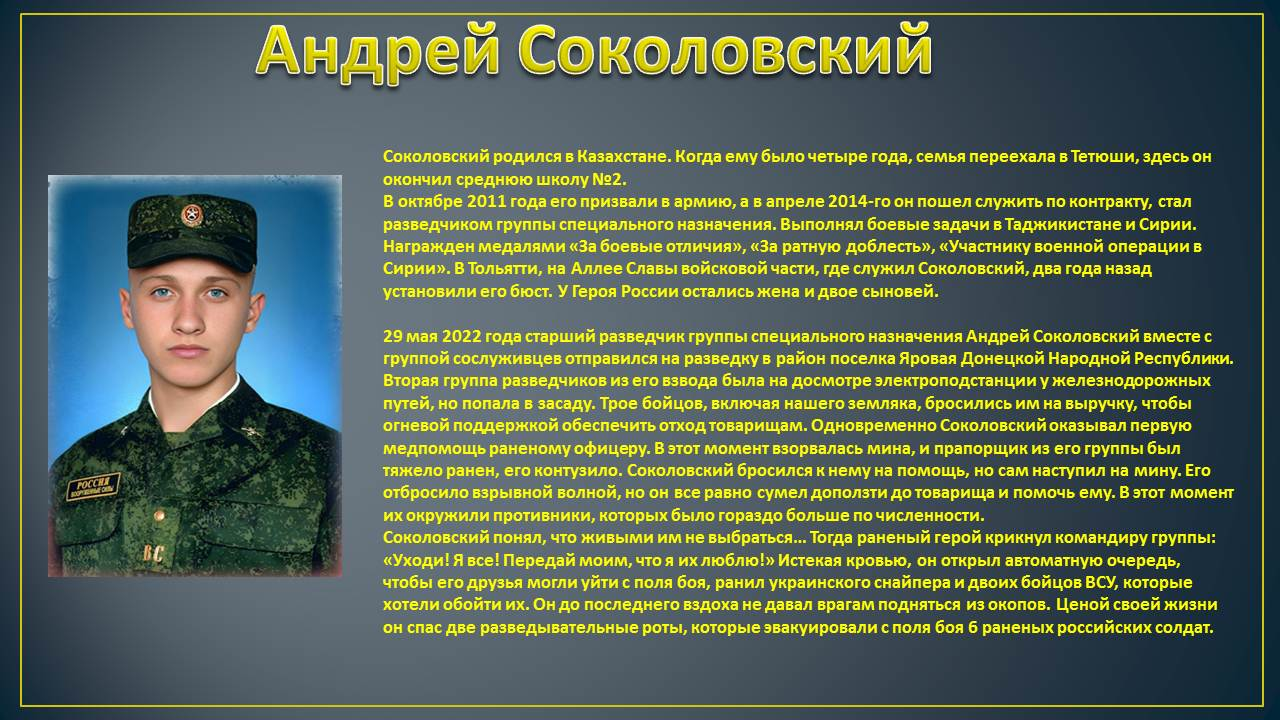 Андрей Соколовский
Соколовский родился в Казахстане. Когда ему было четыре года, семья переехала в Тетюши, здесь он
окончил среднюю школу №2.
В октябре 2011 года его призвали в армию, а в апреле 2014-го он пошел служить по контракту, стал
разведчиком группы специального назначения. Выполнял боевые задачи в Таджикистане и Сирии.
Награжден медалями «За боевые отличия», «За ратную доблесть», «Участнику военной операции в
Сирии». В Тольятти, на Аллее Славы войсковой части, где служил Соколовский, два года назад
установили его бюст. У Героя России остались жена и двое сыновей.
29 мая 2022 года старший разведчик группы специального назначения Андрей Соколовский вместе с
группой сослуживцев отправился на разведку в район поселка Яровая Донецкой Народной Республики.
Вторая группа разведчиков из его взвода была на досмотре электроподстанции у железнодорожных
путей, но попала в засаду. Трое бойцов, включая нашего земляка, бросились им на выручку, чтобы
огневой поддержкой обеспечить отход товарищам. Одновременно Соколовский оказывал первую
медпомощь раненому офицеру. В этот момент взорвалась мина, и прапорщик из его группы был
тяжело ранен, его контузило. Соколовский бросился к нему на помощь, но сам наступил на мину. Его
отбросило взрывной волной, но он все равно сумел доползти до товарища и помочь ему. В этот момент
их окружили противники, которых было гораздо больше по численности.
Соколовский понял, что живыми им не выбраться... Тогда раненый герой крикнул командиру группы:
«Уходи! Я все! Передай моим, что я их люблю!» Истекая кровью, он открыл автоматную очередь,
чтобы его друзья могли уйти с поля боя, ранил украинского снайпера и двоих бойцов ВСУ, которые
хотели обойти их. Он до последнего вздоха не давал врагам подняться из окопов. Ценой своей жизни
он спас две разведывательные роты, которые эвакуировали с поля боя 6 раненых российских солдат.
РОССИЯ
ВООРУЖЕННЫЕ СИЛЫ
ВС